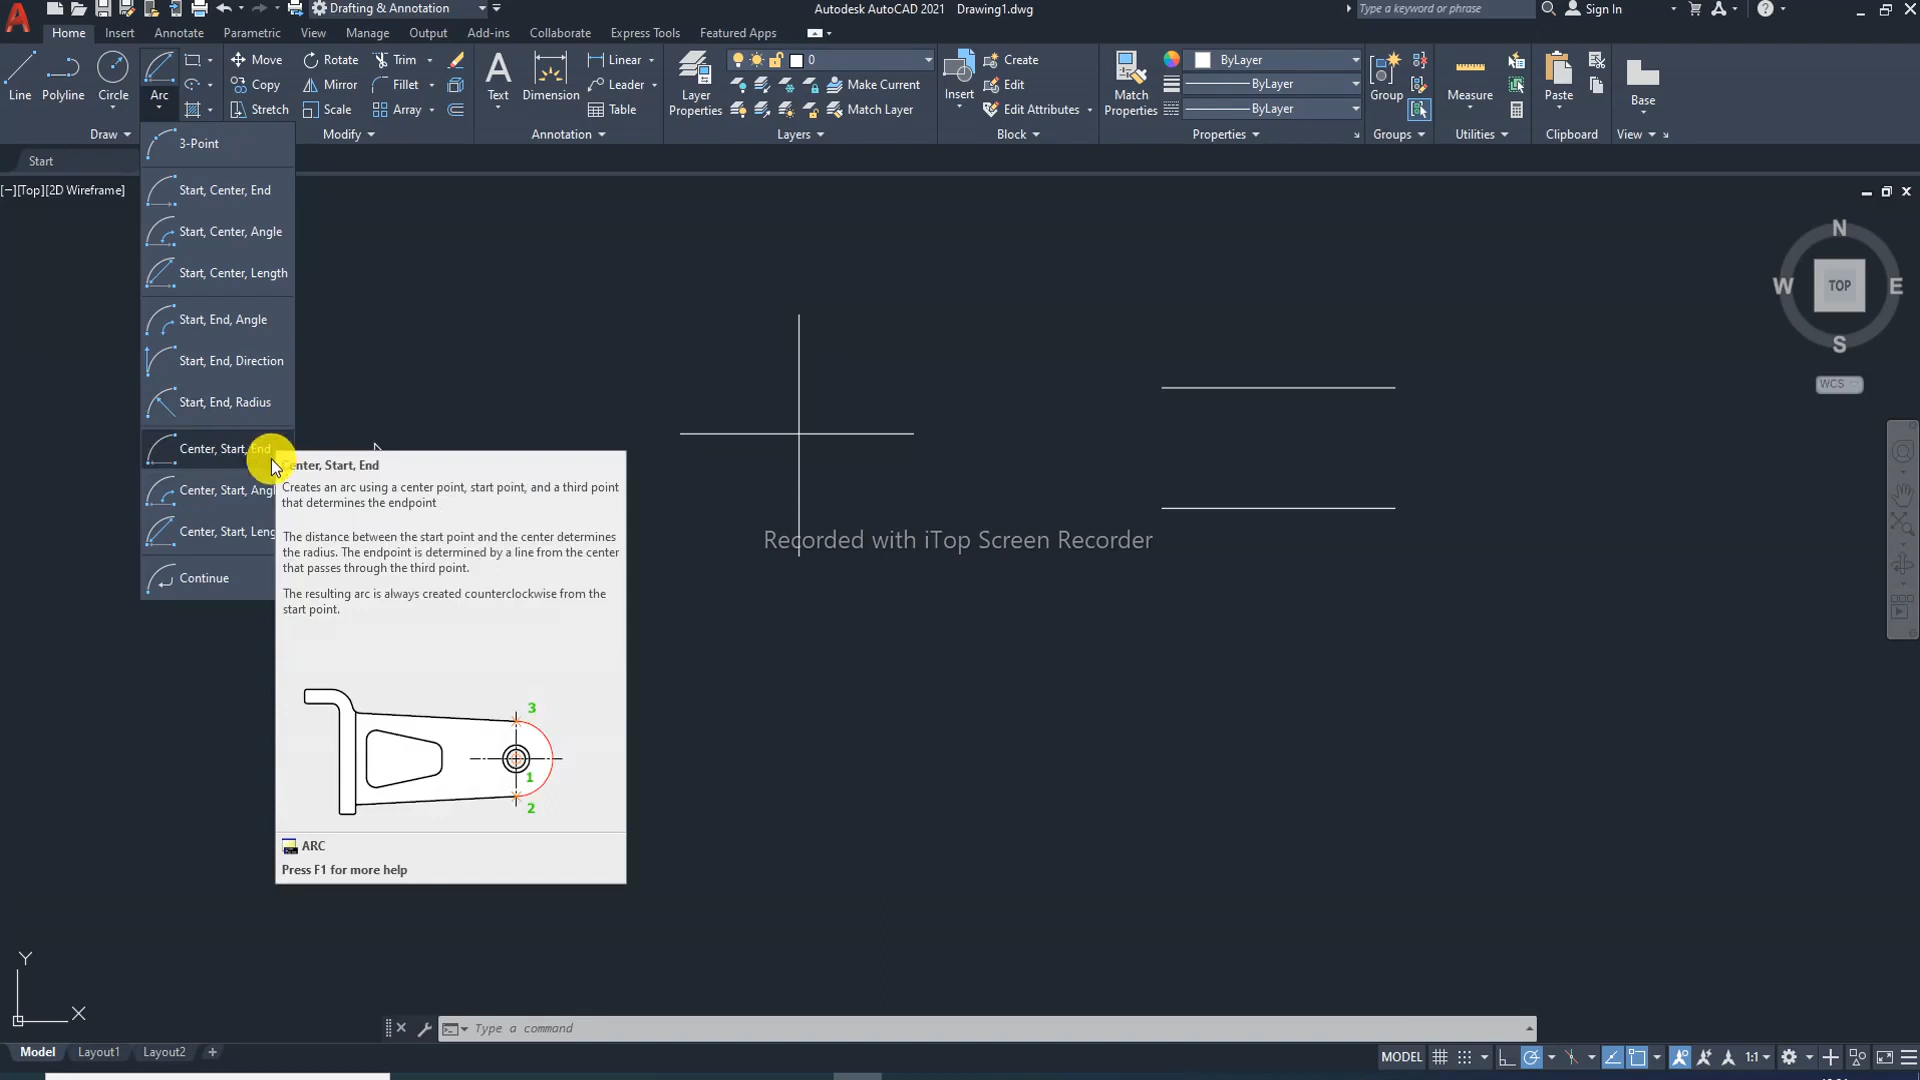 Drafting & Annotation
Autodesk AutoCAD 2021 Drawing1.dwg
Type a keyword or phrase
Sign In
Home Insert Annotate Parametric View Manage Output Add-ins Collaborate Express Tools Featured Apps
Move Rotate Trim Linear 0 Create ByLayer
Copy Mirror Fillet Leader Make Current Edit ByLayer
Line Polyline Circle Arc Text Dimension Layer Properties Insert Match Properties Group Measure Paste Base
Stretch Scale Array Table Match Layer Edit Attributes ByLayer
Draw Modify Annotation Layers Block Properties Groups Utilities Clipboard View
Start
[−][Top][2D Wireframe]
3-Point
Start, Center, End
Start, Center, Angle
Start, Center, Length
Start, End, Angle
Start, End, Direction
Start, End, Radius
Center, Start, End
Center, Start, Ang
Center, Start, Leng
Continue
N
W TOP E
S
WCS
Center, Start, End
Creates an arc using a center point, start point, and a third point
that determines the endpoint
The distance between the start point and the center determines
the radius. The endpoint is determined by a line from the center
that passes through the third point.
The resulting arc is always created counterclockwise from the
start point.
3
1
2
ARC
Press F1 for more help
Recorded with iTop Screen Recorder
Y
X
Type a command
Model Layout1 Layout2 +
MODEL 1:1